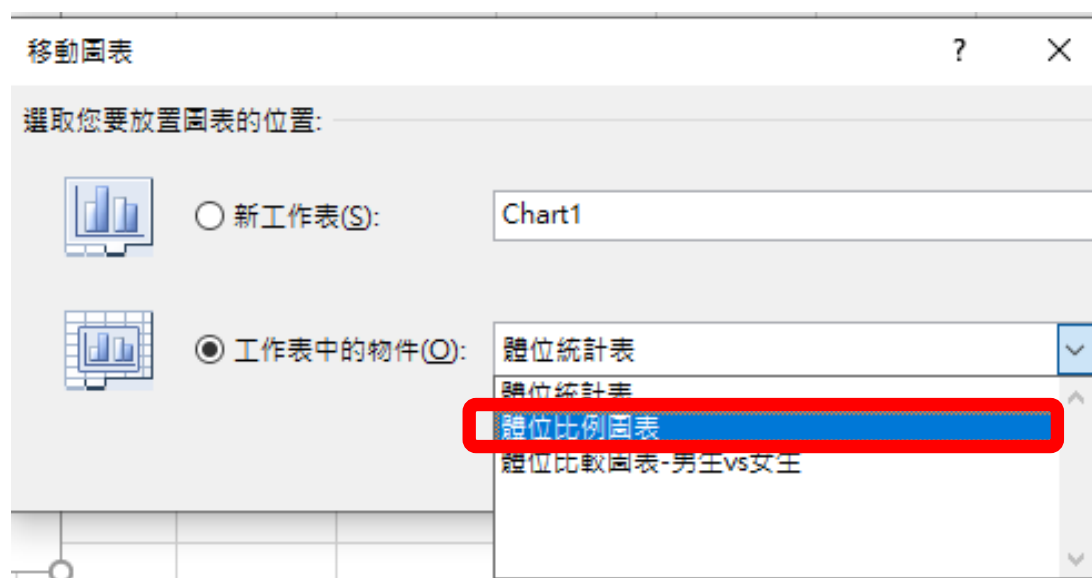 移動圖表 ?
選取您要放置圖表的位置:
新工作表(S): Chart1
工作表中的物件(O): 體位統計表
體位統計表
體位比例圖表
體位比較圖表-男生vs女生